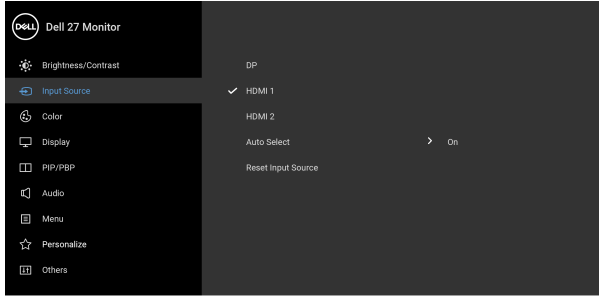 DELL Dell 27 Monitor
Brightness/Contrast
DP
Input Source
HDMI 1
Color
HDMI 2
Display
Auto Select
On
PIP/PBP
Reset Input Source
Audio
Menu
Personalize
Others